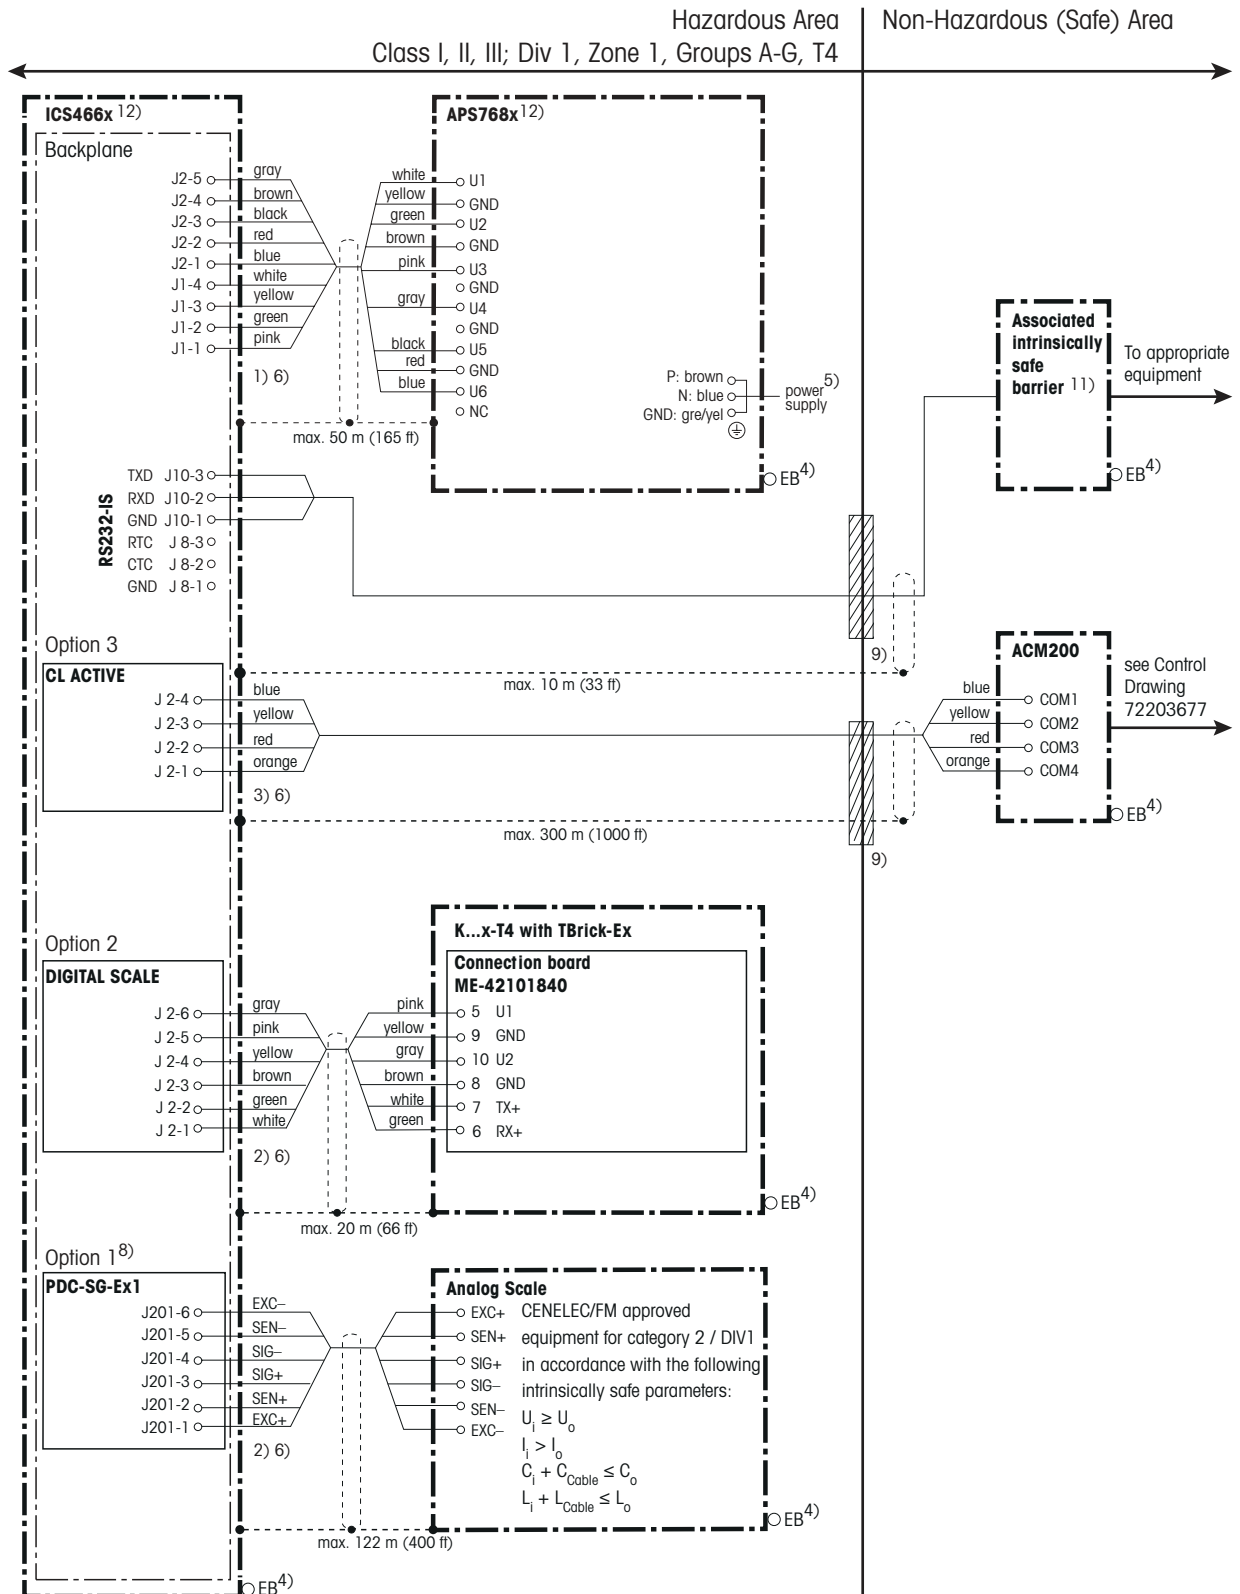 Hazardous Area
Class I, II, III; Div 1, Zone 1, Groups A-G, T4
Non-Hazardous (Safe) Area
ICS466x 12)
Backplane
J2-5 gray
J2-4 brown
J2-3 black
J2-2 red
J2-1 blue
J1-4 white
J1-3 yellow
J1-2 green
J1-1 pink
1) 6)
max. 50 m (165 ft)
APS768x 12)
white U1
yellow GND
green U2
brown GND
pink U3
GND
gray U4
GND
black U5
red GND
blue U6
NC
P: brown
N: blue
GND: gre/yel
power 5)
supply
EB 4)
Associated
intrinsically
safe
barrier 11)
To appropriate
equipment
EB 4)
RS232-IS
TXD J10-3
RXD J10-2
GND J10-1
RTC J 8-3
CTC J 8-2
GND J 8-1
9)
max. 10 m (33 ft)
Option 3
CL ACTIVE
J 2-4 blue
J 2-3 yellow
J 2-2 red
J 2-1 orange
3) 6)
max. 300 m (1000 ft)
9)
ACM200
blue COM1
yellow COM2
red COM3
orange COM4
see Control
Drawing
72203677
EB 4)
Option 2
DIGITAL SCALE
J 2-6 gray
J 2-5 pink
J 2-4 yellow
J 2-3 brown
J 2-2 green
J 2-1 white
2) 6)
max. 20 m (66 ft)
K...x-T4 with TBrick-Ex
Connection board
ME-42101840
pink 5 U1
yellow 9 GND
gray 10 U2
brown 8 GND
white 7 TX+
green 6 RX+
EB 4)
Option 1 8)
PDC-SG-Ex1
J201-6 EXC–
J201-5 SEN–
J201-4 SIG–
J201-3 SIG+
J201-2 SEN+
J201-1 EXC+
2) 6)
max. 122 m (400 ft)
Analog Scale
EXC+ CENELEC/FM approved
SEN+ equipment for category 2 / DIV1
SIG+ in accordance with the following
SIG– intrinsically safe parameters:
SEN–
EXC–
Ui ≥ Uo
Ii > Io
Ci + CCable ≤ Co
Li + LCable ≤ Lo
EB 4)
EB 4)